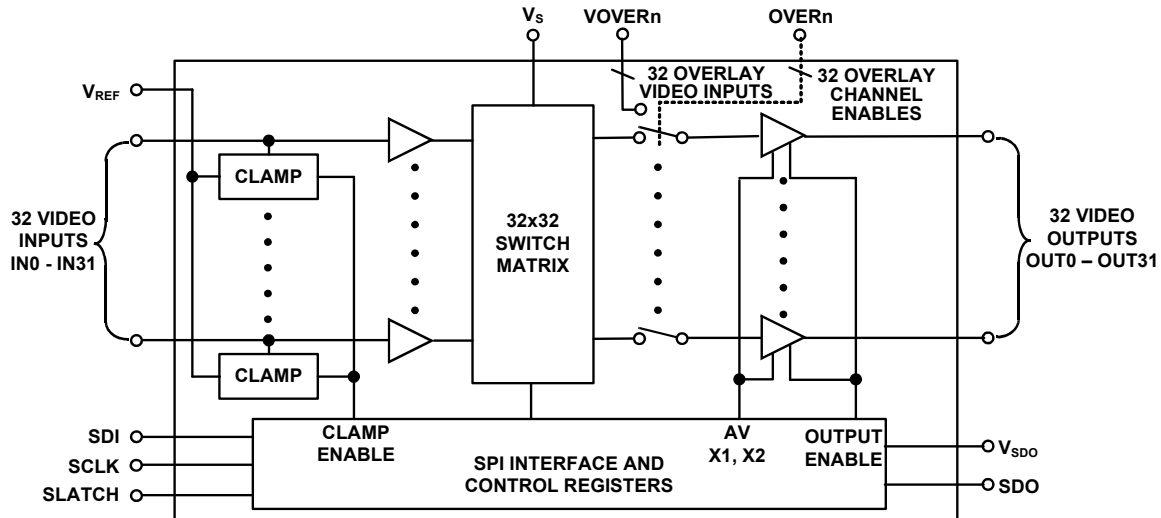 VS
VOVERn
OVERn
32 OVERLAY
VIDEO INPUTS
32 OVERLAY
CHANNEL
ENABLES
VREF
CLAMP
32 VIDEO
INPUTS
IN0 - IN31
32x32
SWITCH
MATRIX
32 VIDEO
OUTPUTS
OUT0 – OUT31
CLAMP
SDI
SCLK
SLATCH
CLAMP
ENABLE
AV
X1, X2
OUTPUT
ENABLE
SPI INTERFACE AND
CONTROL REGISTERS
VSDO
SDO